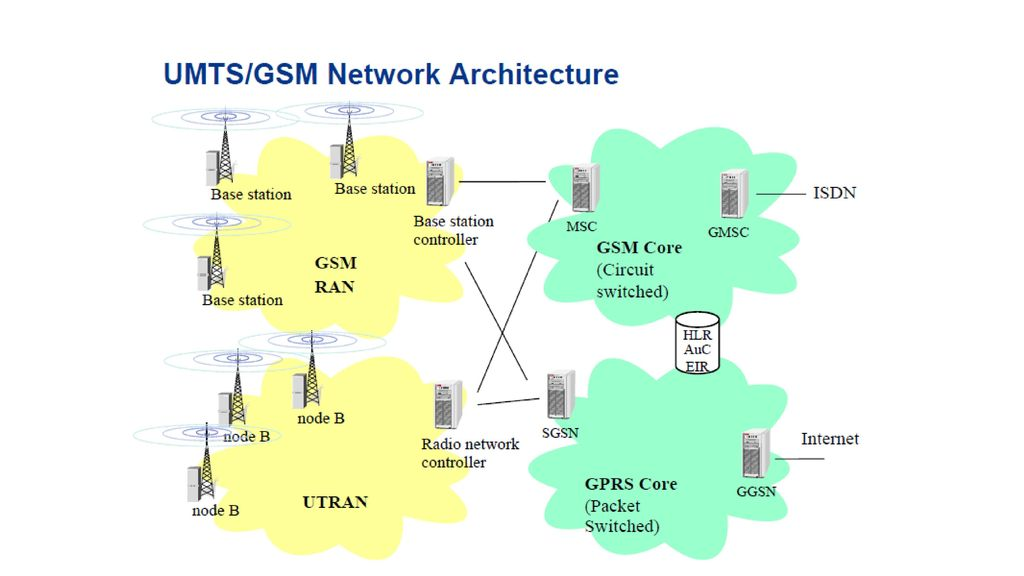 UMTS/GSM Network Architecture
Base station
Base station
Base station
controller
GSM
RAN
Base station
MSC
GMSC
ISDN
GSM Core
(Circuit
switched)
HLR
AuC
EIR
node B
node B
node B
Radio network
controller
UTRAN
SGSN
GPRS Core
(Packet
Switched)
GGSN
Internet